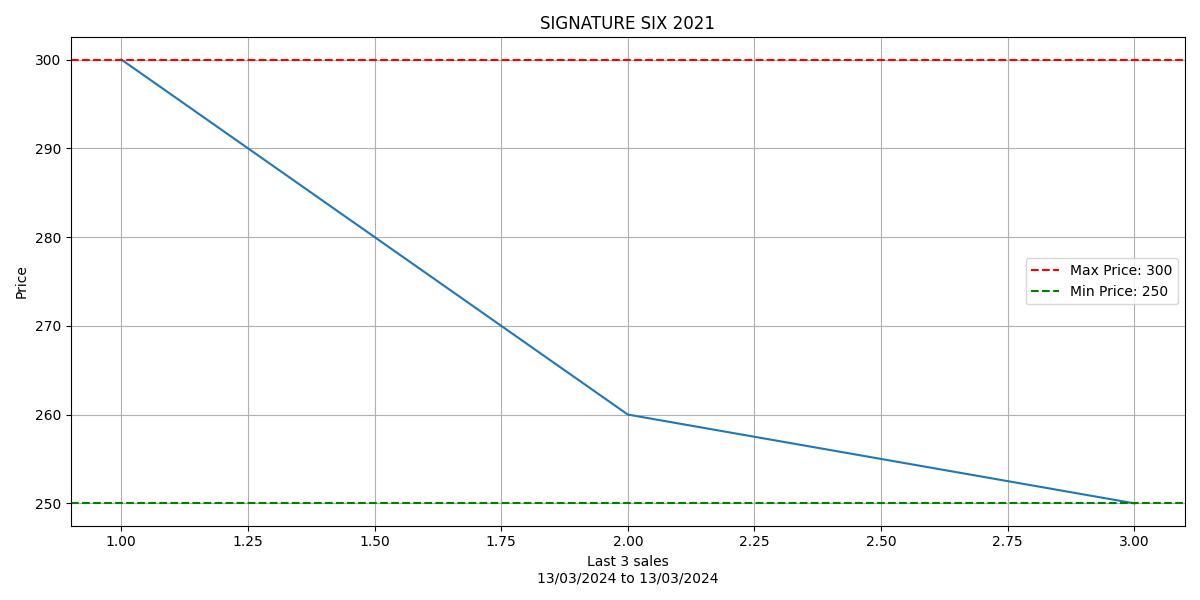 SIGNATURE SIX 2021
300
290
280
270
260
250
Price
Max Price: 300
Min Price: 250
1.00 1.25 1.50 1.75 2.00 2.25 2.50 2.75 3.00
Last 3 sales
13/03/2024 to 13/03/2024